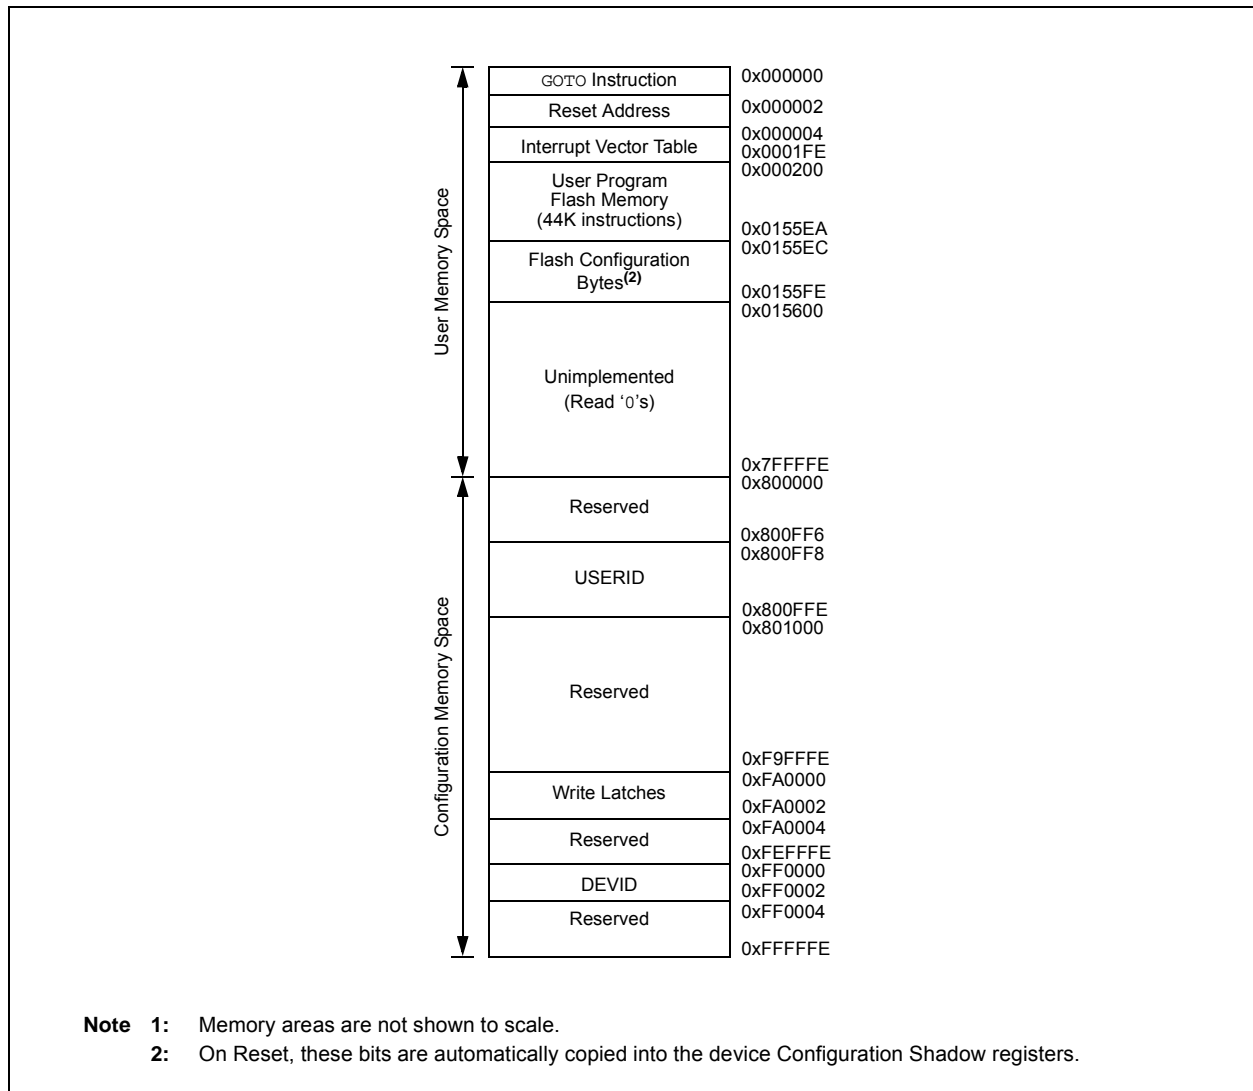 GOTO Instruction
0x000000
Reset Address
0x000002
Interrupt Vector Table
0x000004
0x0001FE
User Program
Flash Memory
(44K instructions)
0x000200
0x0155EA
Flash Configuration
Bytes(2)
0x0155EC
0x0155FE
Unimplemented
(Read ‘0’s)
0x015600
0x7FFFFE
User Memory Space
Reserved
0x800000
0x800FF6
USERID
0x800FF8
0x800FFE
Reserved
0x801000
0xF9FFFE
Write Latches
0xFA0000
0xFA0002
Reserved
0xFA0004
0xFEFFFE
DEVID
0xFF0000
0xFF0002
Reserved
0xFF0004
0xFFFFFE
Configuration Memory Space
Note 1: Memory areas are not shown to scale.
2: On Reset, these bits are automatically copied into the device Configuration Shadow registers.